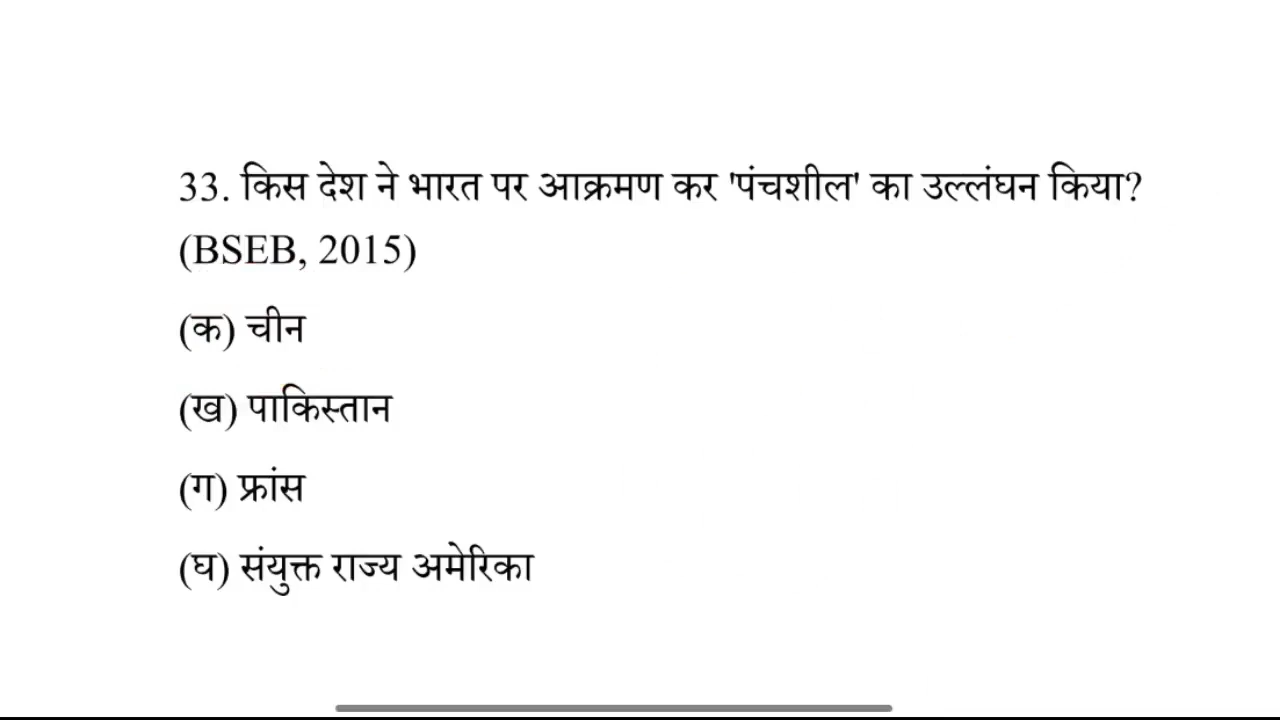 33. किस देश ने भारत पर आक्रमण कर 'पंचशील' का उल्लंघन किया?
(BSEB, 2015)
(क) चीन
(ख) पाकिस्तान
(ग) फ्रांस
(घ) संयुक्त राज्य अमेरिका